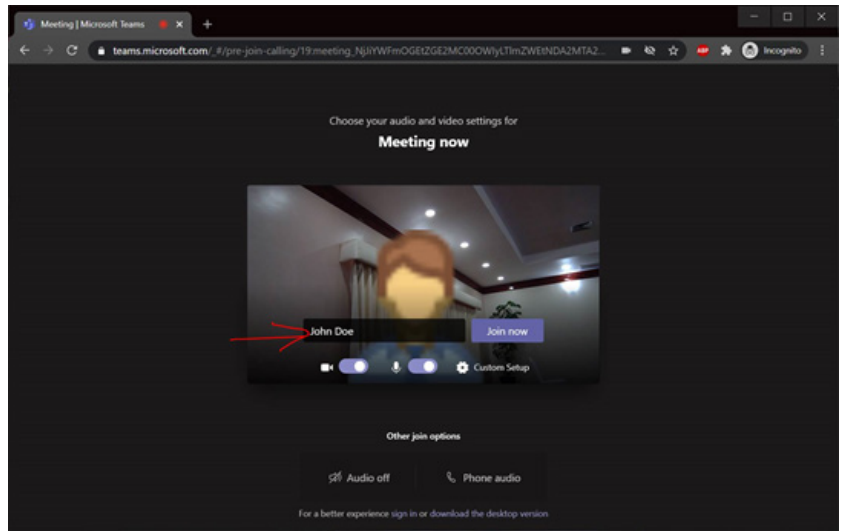 Meeting | Microsoft Teams
teams.microsoft.com/_#/pre-join-calling/19:meeting_
ABP
Incognito
Choose your audio and video settings for
Meeting now
John Doe
Join now
Custom Setup
Other join options
Audio off
Phone audio
For a better experience sign in or download the desktop version